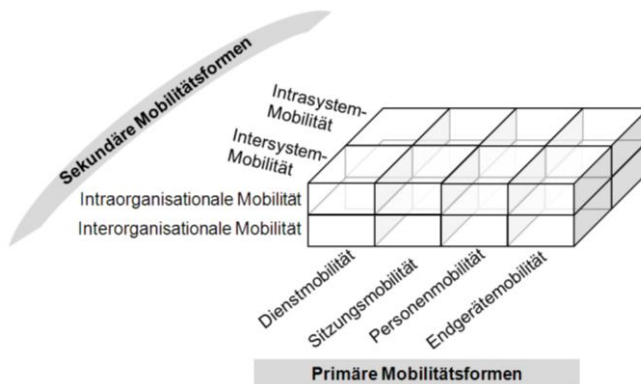 Sekundäre Mobilitätsformen
Intrasystem-
Mobilität
Intersystem-
Mobilität
Intraorganisationale Mobilität
Interorganisationale Mobilität
Dienstmobilität
Sitzungsmobilität
Personenmobilität
Endgerätemobilität
Primäre Mobilitätsformen